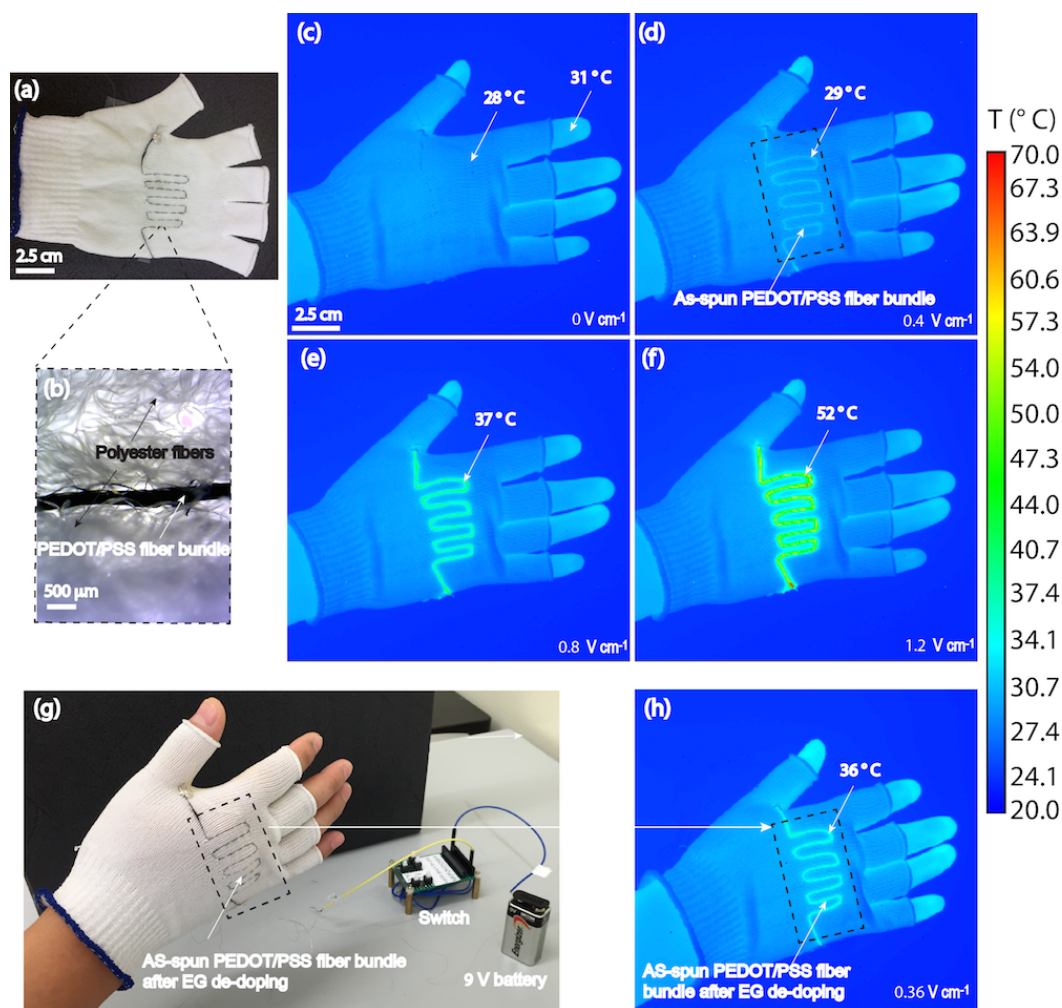 (a)
2.5 cm
(b)
Polyester fibers
PEDOT/PSS fiber bundle
500 μm
(c)
28 °C
31 °C
2.5 cm
0 V cm⁻¹
(d)
29 °C
As-spun PEDOT/PSS fiber bundle
0.4 V cm⁻¹
(e)
37 °C
0.8 V cm⁻¹
(f)
52 °C
1.2 V cm⁻¹
T (° C)
70.0
67.3
63.9
60.6
57.3
54.0
50.0
47.3
44.0
40.7
37.4
34.1
30.7
27.4
24.1
20.0
(g)
Switch
AS-spun PEDOT/PSS fiber bundle
after EG de-doping
9 V battery
Energizer
(h)
36 °C
AS-spun PEDOT/PSS fiber
bundle after EG de-doping
0.36 V cm⁻¹